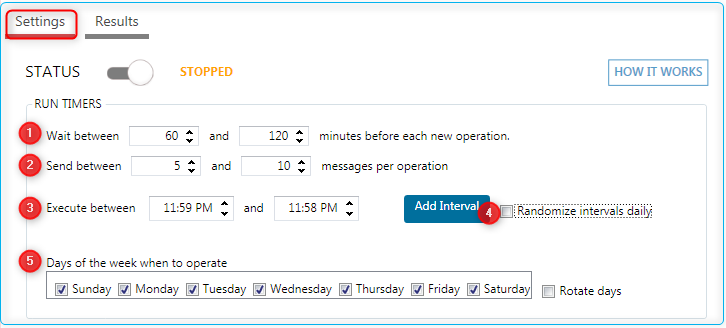 Settings Results
STATUS STOPPED HOW IT WORKS
RUN TIMERS
1 Wait between 60 and 120 minutes before each new operation.
2 Send between 5 and 10 messages per operation
3 Execute between 11:59 PM and 11:58 PM Add Interval 4 Randomize intervals daily
5 Days of the week when to operate
Sunday Monday Tuesday Wednesday Thursday Friday Saturday Rotate days